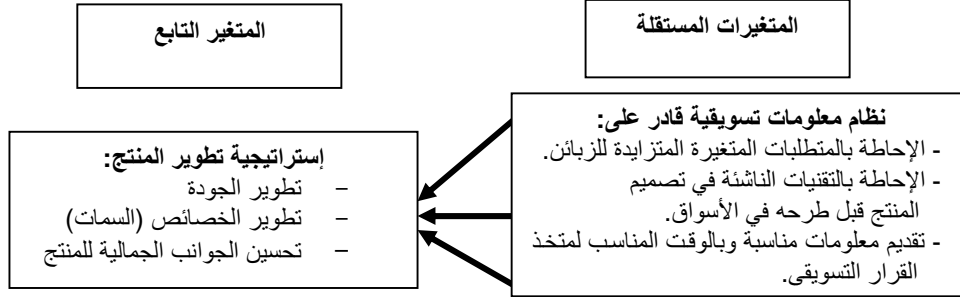 المتغيرات المستقلة
المتغير التابع
نظام معلومات تسويقية قادر على:
- الإحاطة بالمتطلبات المتغيرة المتزايدة للزبائن.
- الإحاطة بالتقنيات الناشئة في تصميم
المنتج قبل طرحه في الأسواق.
- تقديم معلومات مناسبة وبالوقت المناسب لمتخذ
القرار التسويقي.
إستراتيجية تطوير المنتج:
- تطوير الجودة
- تطوير الخصائص (السمات)
- تحسين الجوانب الجمالية للمنتج